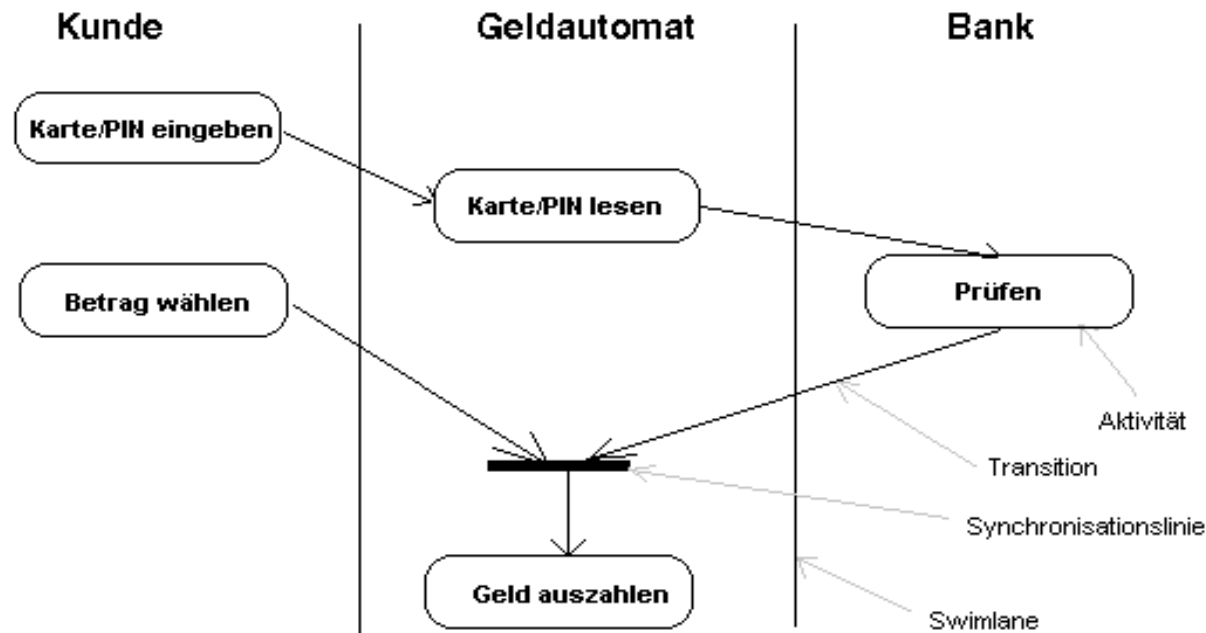 Kunde
Geldautomat
Bank
Karte/PIN eingeben
Karte/PIN lesen
Prüfen
Betrag wählen
Aktivität
Transition
Synchronisationslinie
Geld auszahlen
Swimlane